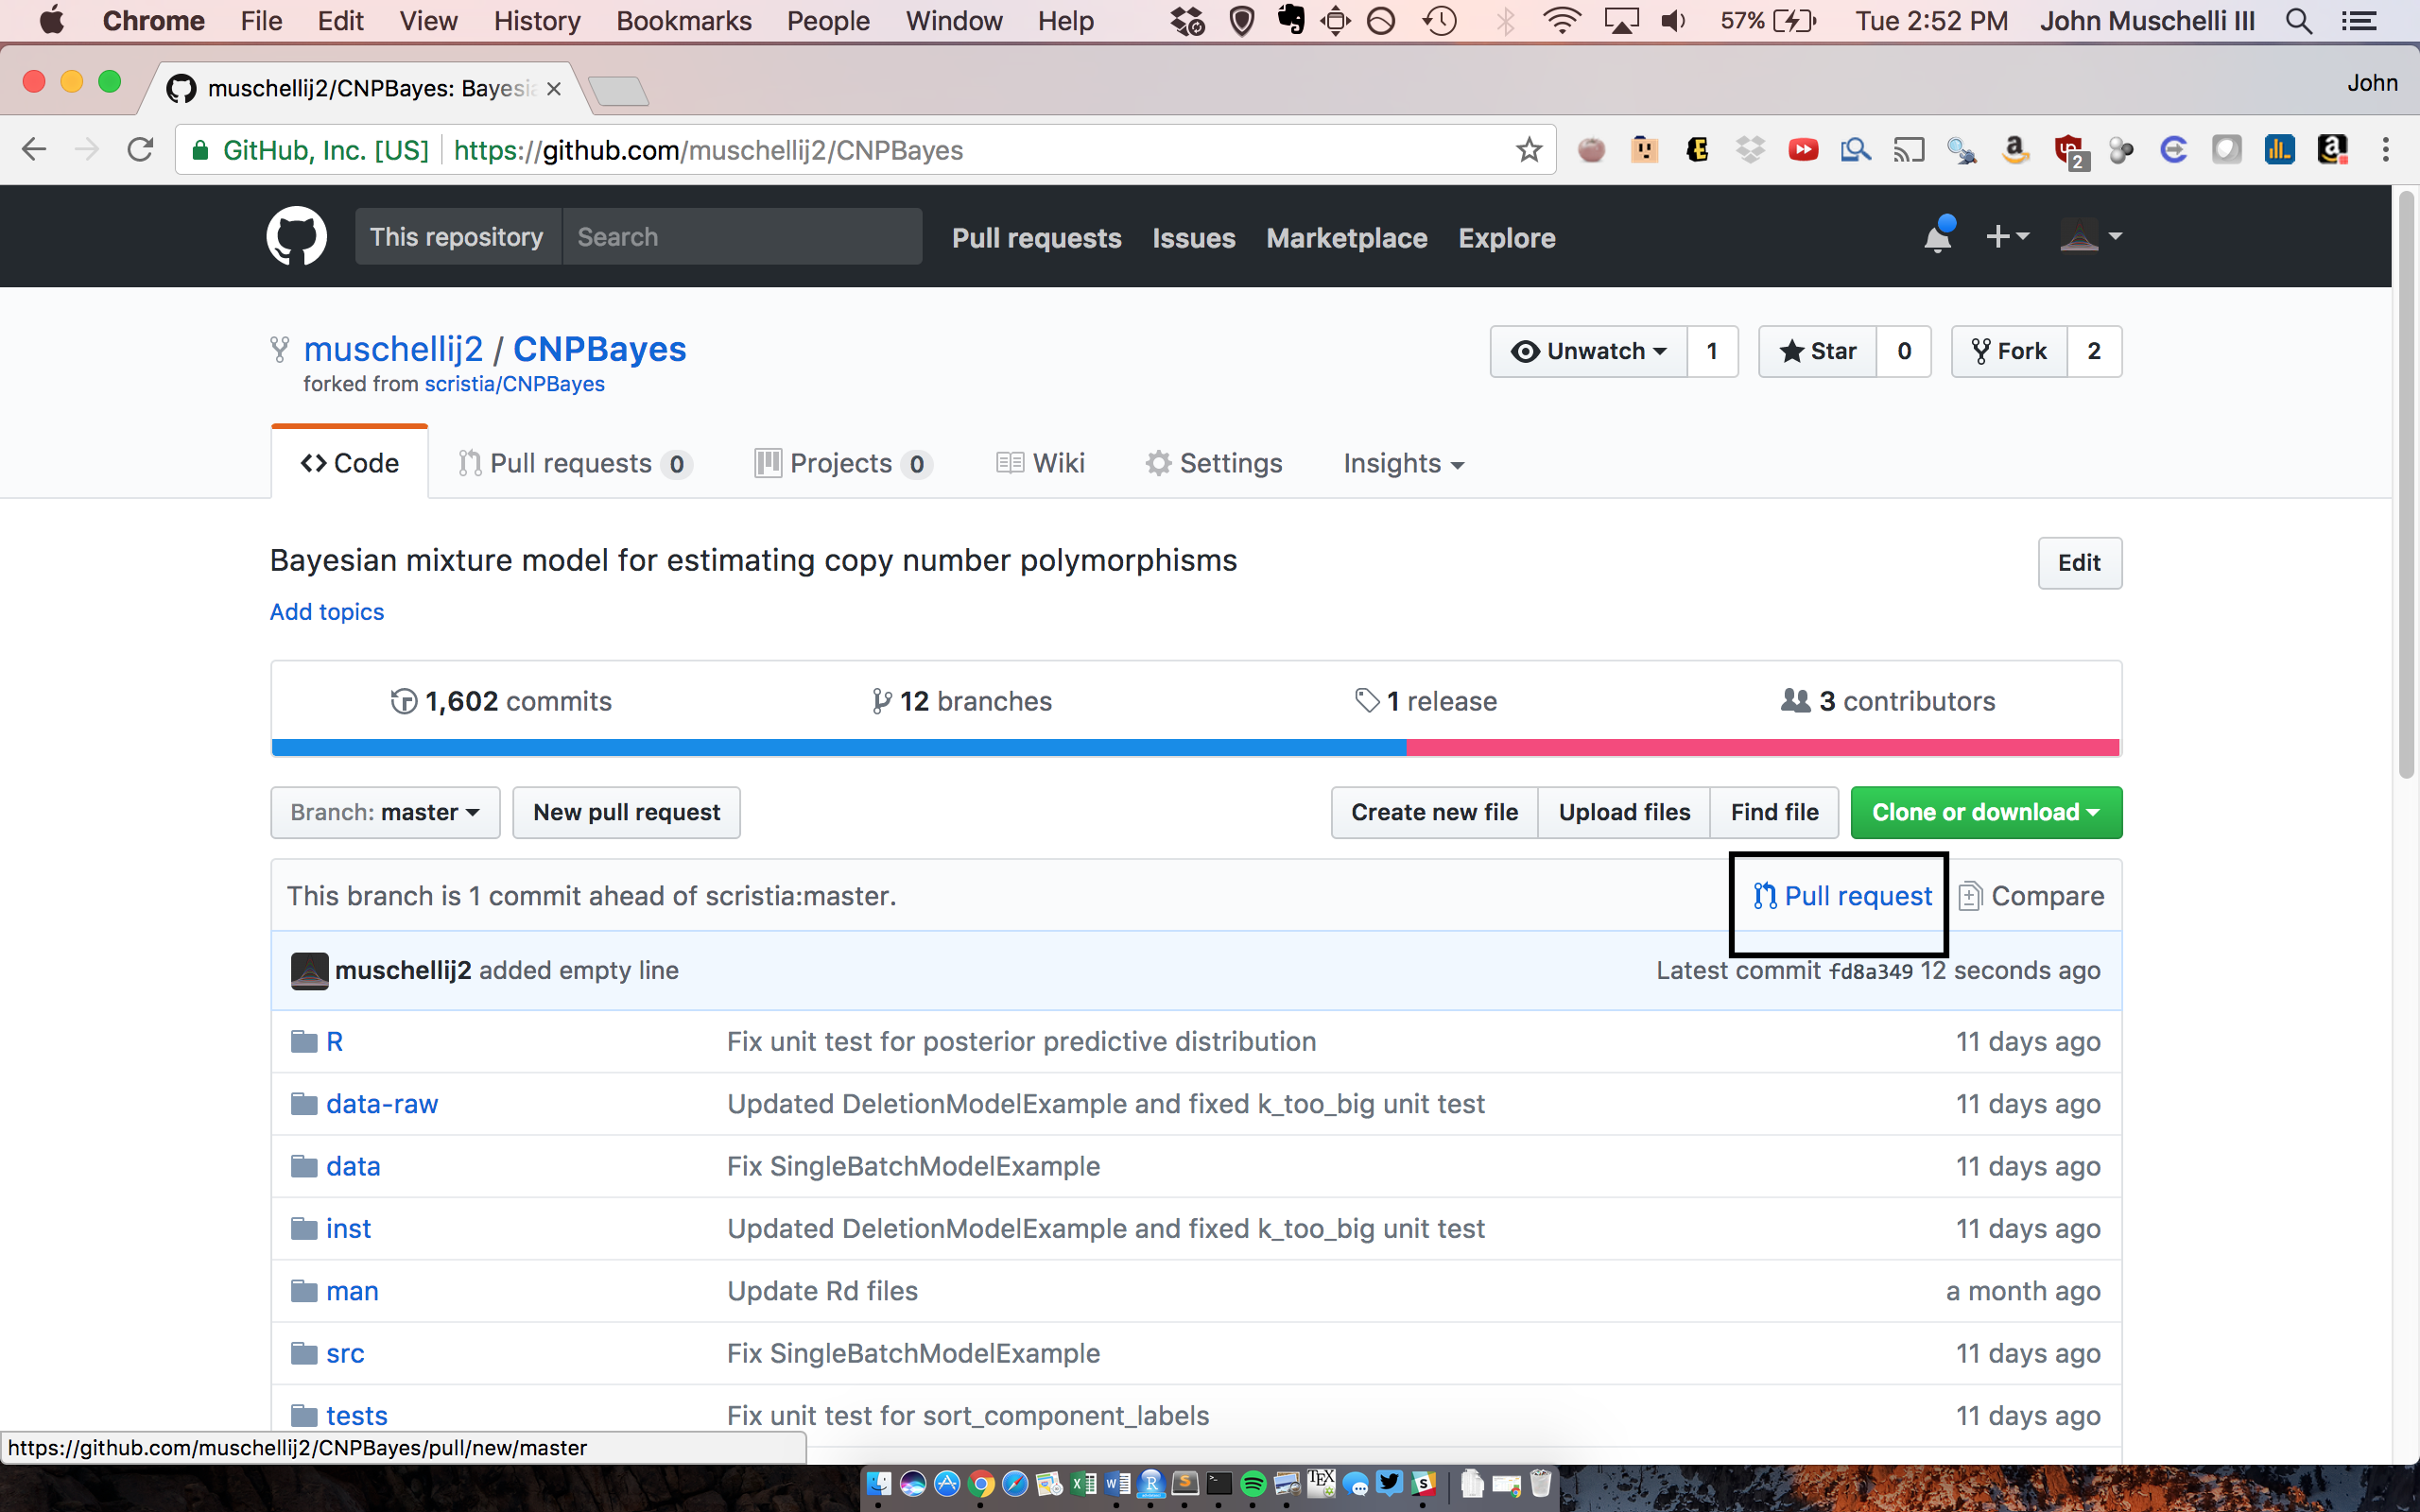 Chrome File Edit View History Bookmarks People Window Help 57% Tue 2:52 PM John Muschelli III
muschellij2/CNPBayes: Bayesi John
GitHub, Inc. [US] https://github.com/muschellij2/CNPBayes 2
This repository Search Pull requests Issues Marketplace Explore
muschellij2 / CNPBayes Unwatch 1 Star 0 Fork 2
forked from scristia/CNPBayes
Code Pull requests 0 Projects 0 Wiki Settings Insights
Bayesian mixture model for estimating copy number polymorphisms Edit
Add topics
1,602 commits 12 branches 1 release 3 contributors
Branch: master New pull request Create new file Upload files Find file Clone or download
This branch is 1 commit ahead of scristia:master. Pull request Compare
muschellij2 added empty line Latest commit fd8a349 12 seconds ago
R Fix unit test for posterior predictive distribution 11 days ago
data-raw Updated DeletionModelExample and fixed k_too_big unit test 11 days ago
data Fix SingleBatchModelExample 11 days ago
inst Updated DeletionModelExample and fixed k_too_big unit test 11 days ago
man Update Rd files a month ago
src Fix SingleBatchModelExample 11 days ago
tests Fix unit test for sort_component_labels 11 days ago
https://github.com/muschellij2/CNPBayes/pull/new/master